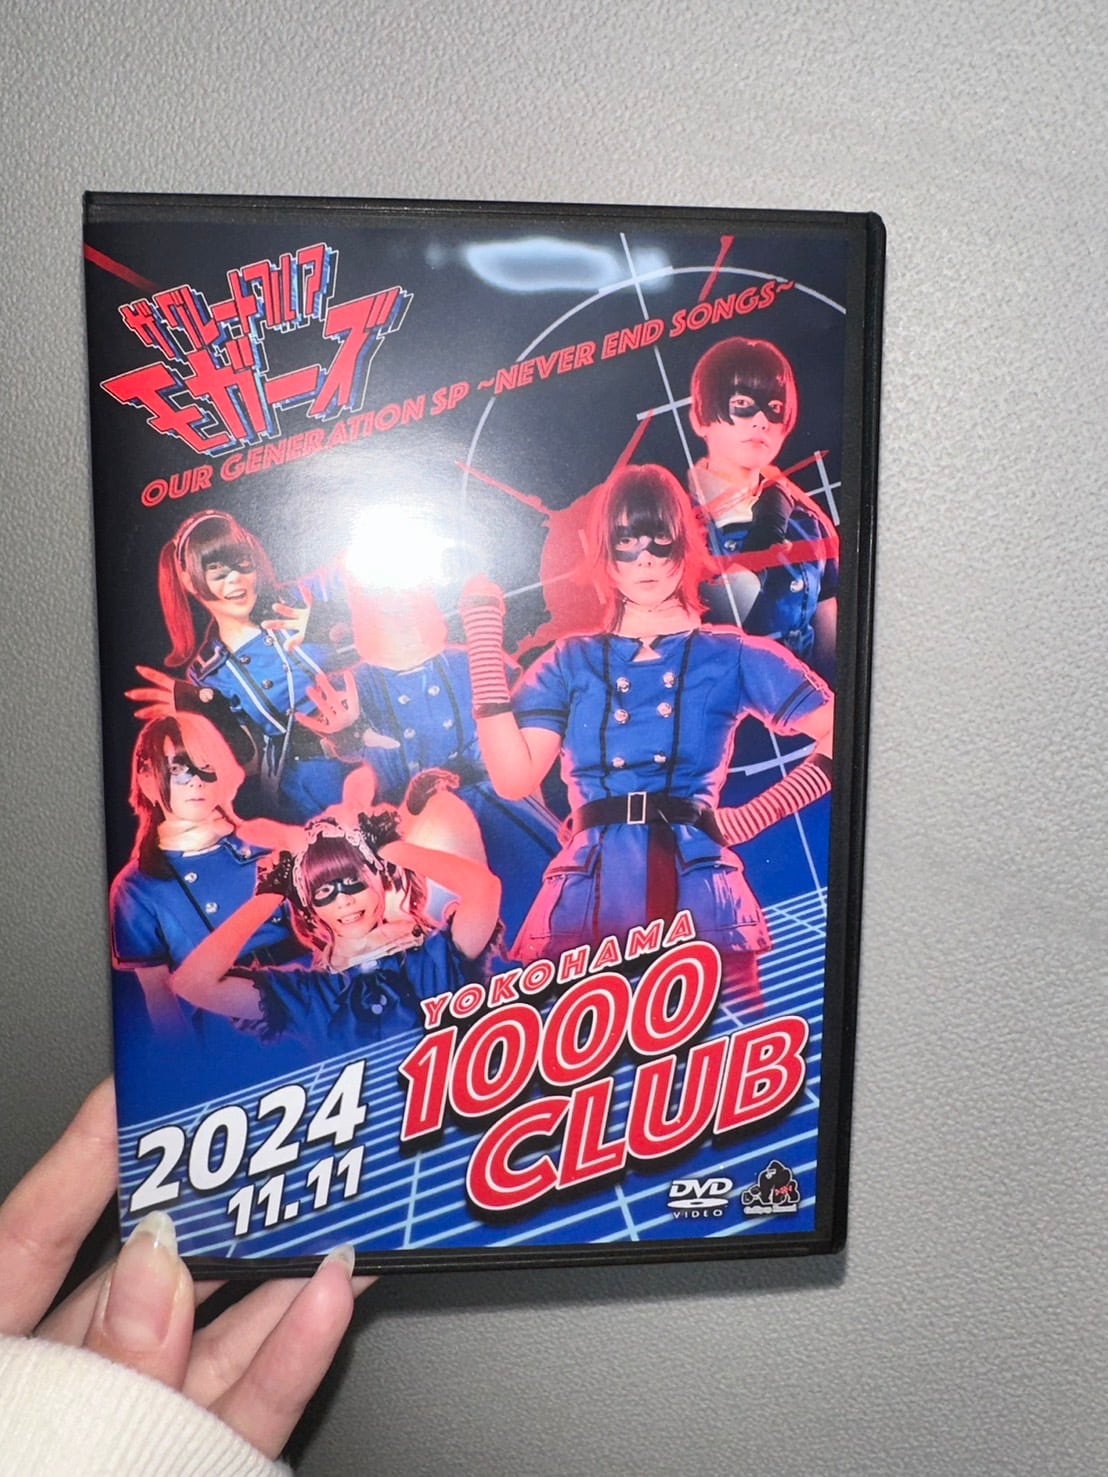 ザ・グレートフルア
モガーズ
OUR GENERATION SP ~NEVER END SONGS~
YOKOHAMA
1000
CLUB
2024
11.11
DVD
VIDEO